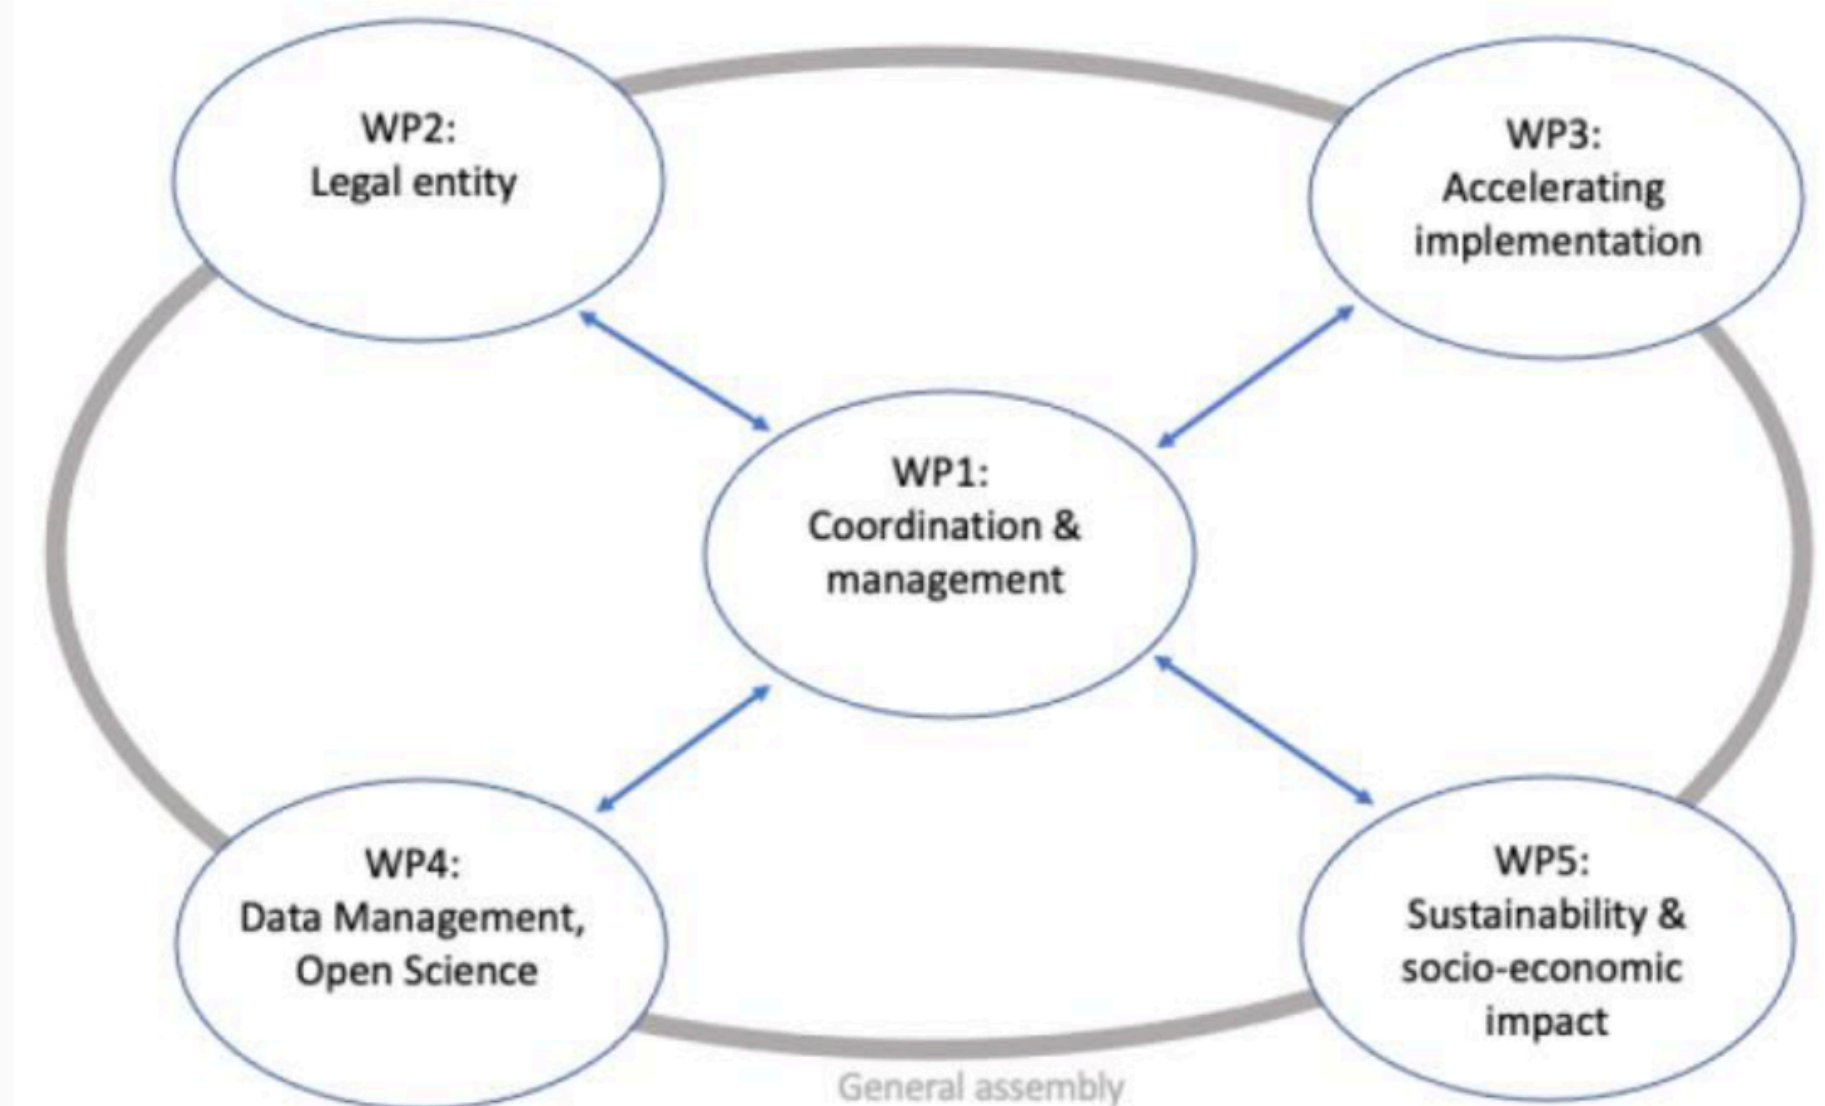 WP2:
Legal entity
WP3:
Accelerating
implementation
WP1:
Coordination &
management
WP4:
Data Management,
Open Science
WP5:
Sustainability &
socio-economic
impact
General assembly